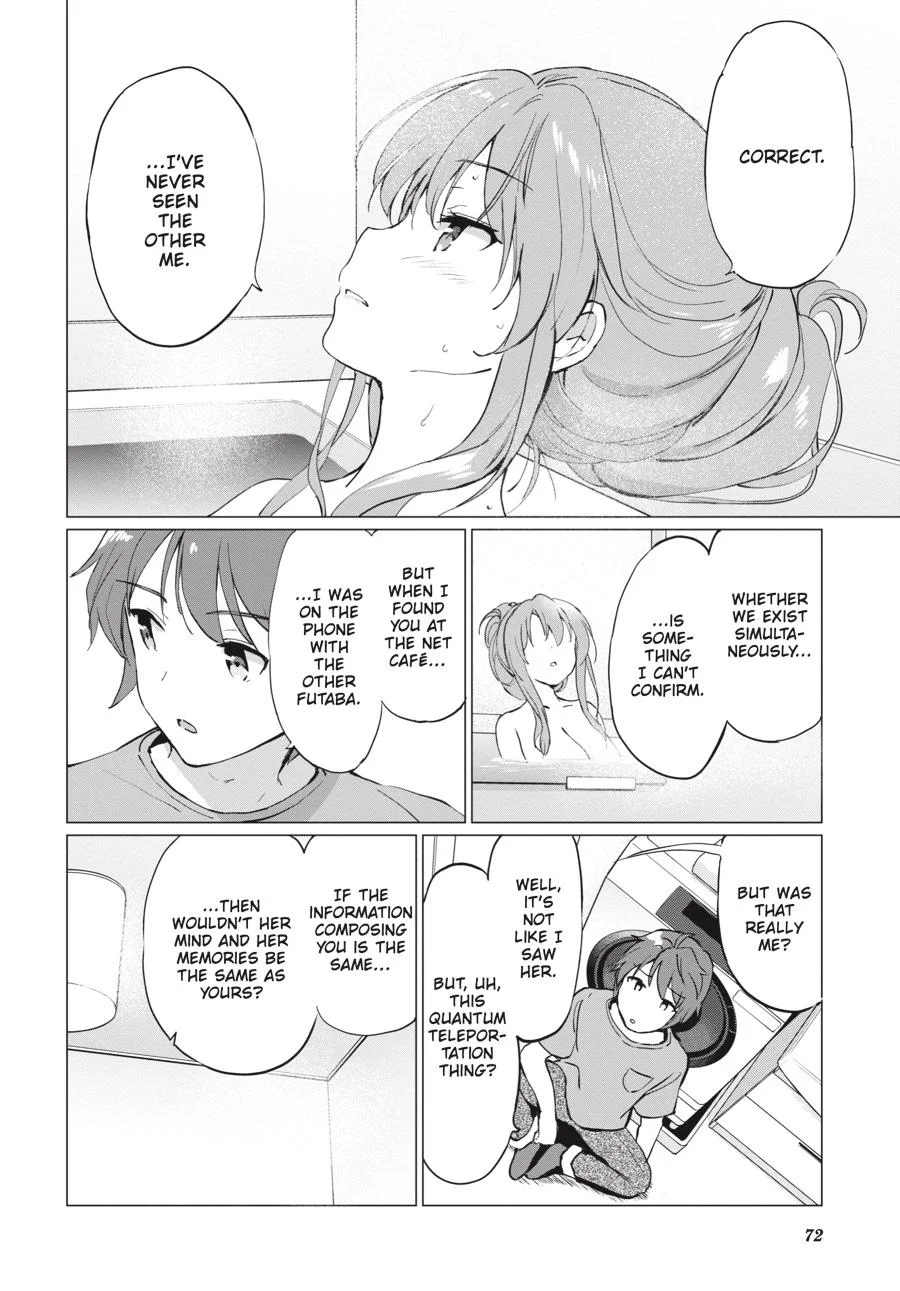 CORRECT.
...I'VE
NEVER
SEEN
THE
OTHER
ME.
WHETHER
WE EXIST
SIMULTA-
NEOUSLY...
...IS
SOME-
THING
I CAN'T
CONFIRM.
BUT
WHEN I
FOUND
YOU AT
THE NET
CAFÉ...
...I WAS
ON THE
PHONE
WITH
THE
OTHER
FUTABA.
BUT WAS
THAT
REALLY
ME?
WELL,
IT'S
NOT
LIKE I
SAW
HER.
BUT, UH,
THIS
QUANTUM
TELEPOR-
TATION
THING?
IF THE
INFORMATION
COMPOSING
YOU IS THE
SAME...
...THEN
WOULDN'T HER
MIND AND HER
MEMORIES BE
THE SAME AS
YOURS?
72